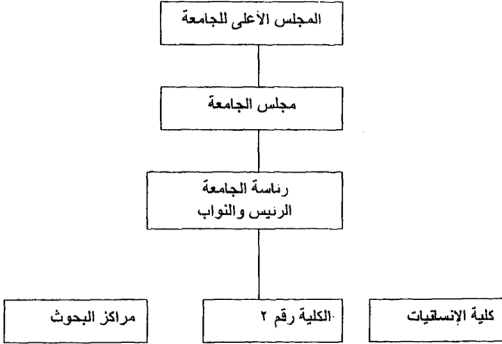 المجلس الأعلى للجامعة
مجلس الجامعة
رئاسة الجامعة
الرئيس والنواب
كلية الإنسانيات
الكلية رقم ٢
مراكز البحوث